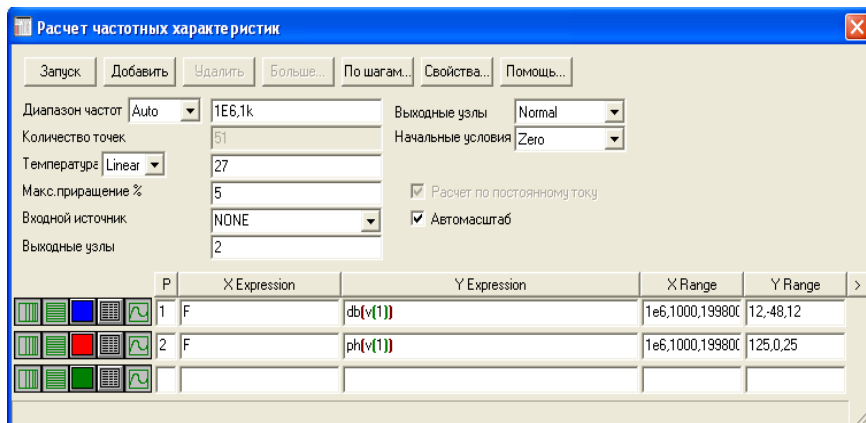 Расчет частотных характеристик
Запуск Добавить Удалить Больше... По шагам... Свойства... Помощь...
Диапазон частот Auto 1E6,1k Выходные узлы Normal
Количество точек 51 Начальные условия Zero
Температура Linear 27
Макс.приращение % 5 Расчет по постоянному току
Входной источник NONE Автомасштаб
Выходные узлы 2
P X Expression Y Expression X Range Y Range >
1 F db(v(1)) 1e6,1000,19980 12,-48,12
2 F ph(v(1)) 1e6,1000,19980 125,0,25